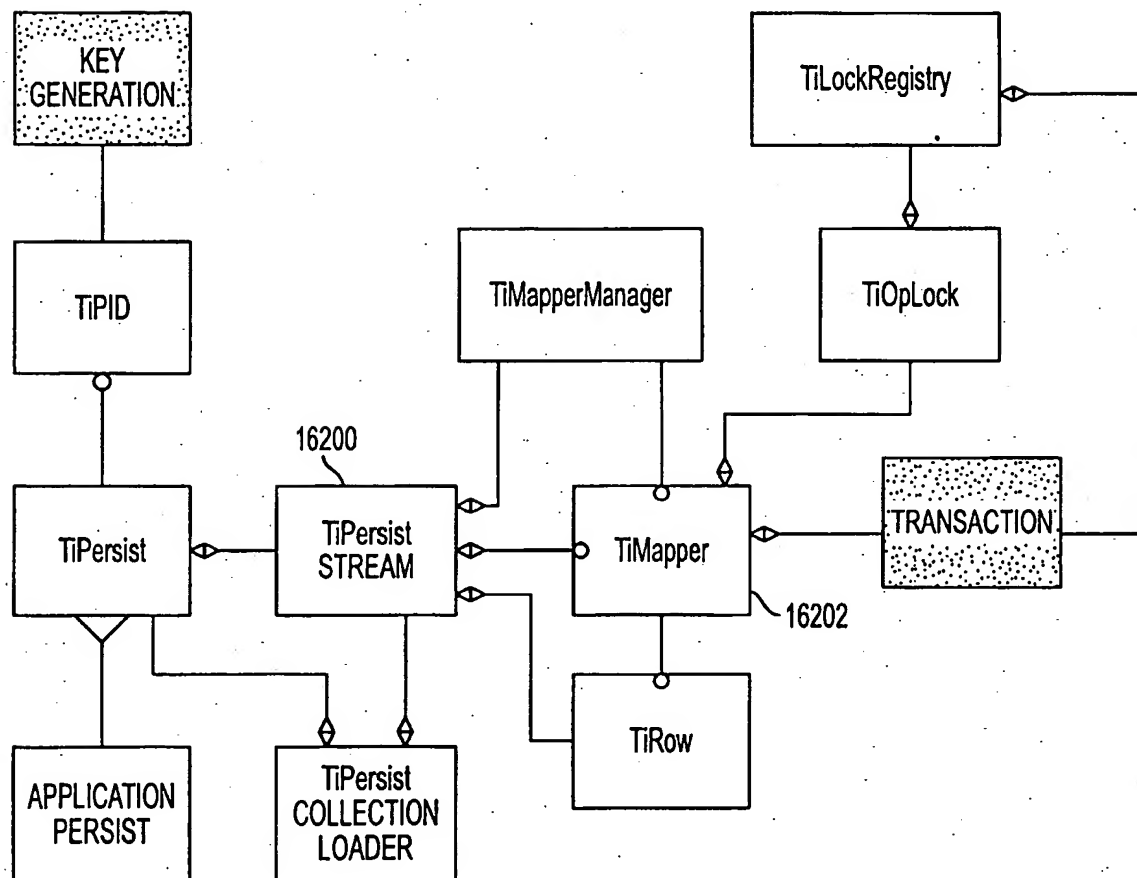 KEY
GENERATION
TiLockRegistry
TiPID
TiMapperManager
TiOpLock
16200
TiPersist
TiPersist
STREAM
TiMapper
TRANSACTION
16202
TiRow
APPLICATION
PERSIST
TiPersist
COLLECTION
LOADER